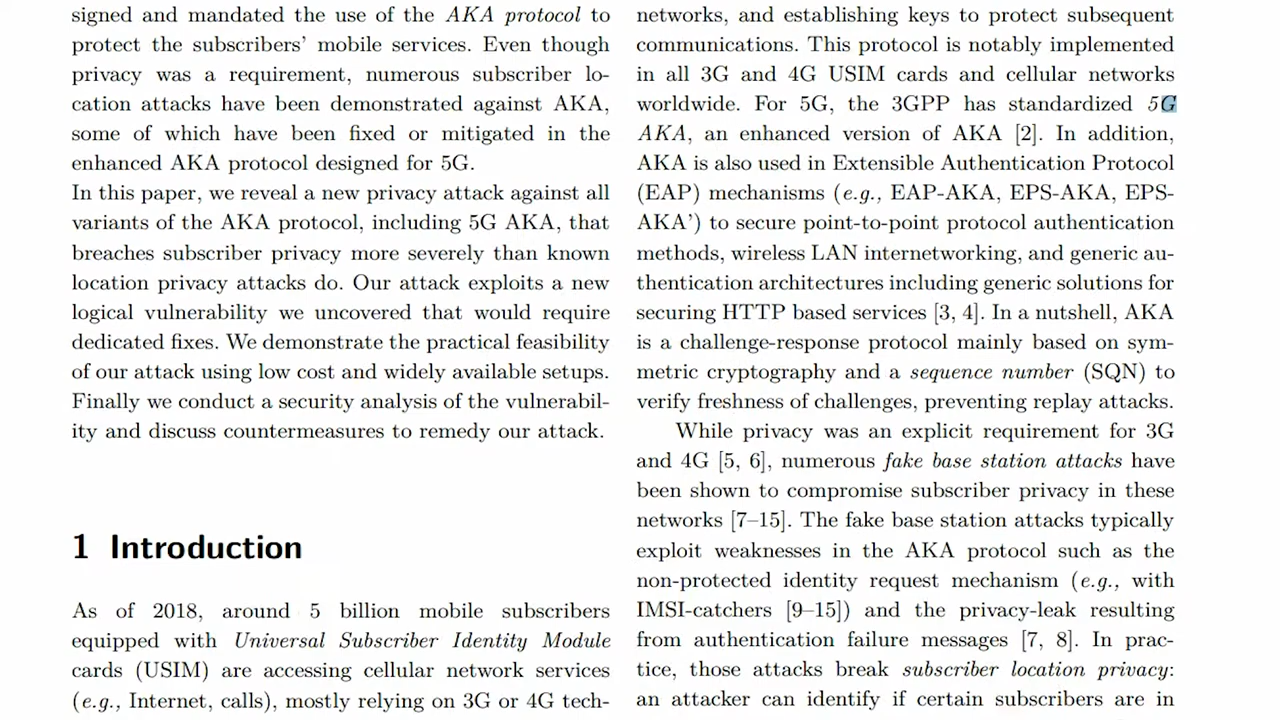 signed and mandated the use of the AKA protocol to
protect the subscribers’ mobile services. Even though
privacy was a requirement, numerous subscriber lo-
cation attacks have been demonstrated against AKA,
some of which have been fixed or mitigated in the
enhanced AKA protocol designed for 5G.
In this paper, we reveal a new privacy attack against all
variants of the AKA protocol, including 5G AKA, that
breaches subscriber privacy more severely than known
location privacy attacks do. Our attack exploits a new
logical vulnerability we uncovered that would require
dedicated fixes. We demonstrate the practical feasibility
of our attack using low cost and widely available setups.
Finally we conduct a security analysis of the vulnerabil-
ity and discuss countermeasures to remedy our attack.
1 Introduction
As of 2018, around 5 billion mobile subscribers
equipped with Universal Subscriber Identity Module
cards (USIM) are accessing cellular network services
(e.g., Internet, calls), mostly relying on 3G or 4G tech-
networks, and establishing keys to protect subsequent
communications. This protocol is notably implemented
in all 3G and 4G USIM cards and cellular networks
worldwide. For 5G, the 3GPP has standardized 5G
AKA, an enhanced version of AKA [2]. In addition,
AKA is also used in Extensible Authentication Protocol
(EAP) mechanisms (e.g., EAP-AKA, EPS-AKA, EPS-
AKA’) to secure point-to-point protocol authentication
methods, wireless LAN internetworking, and generic au-
thentication architectures including generic solutions for
securing HTTP based services [3, 4]. In a nutshell, AKA
is a challenge-response protocol mainly based on sym-
metric cryptography and a sequence number (SQN) to
verify freshness of challenges, preventing replay attacks.
While privacy was an explicit requirement for 3G
and 4G [5, 6], numerous fake base station attacks have
been shown to compromise subscriber privacy in these
networks [7–15]. The fake base station attacks typically
exploit weaknesses in the AKA protocol such as the
non-protected identity request mechanism (e.g., with
IMSI-catchers [9–15]) and the privacy-leak resulting
from authentication failure messages [7, 8]. In prac-
tice, those attacks break subscriber location privacy:
an attacker can identify if certain subscribers are in